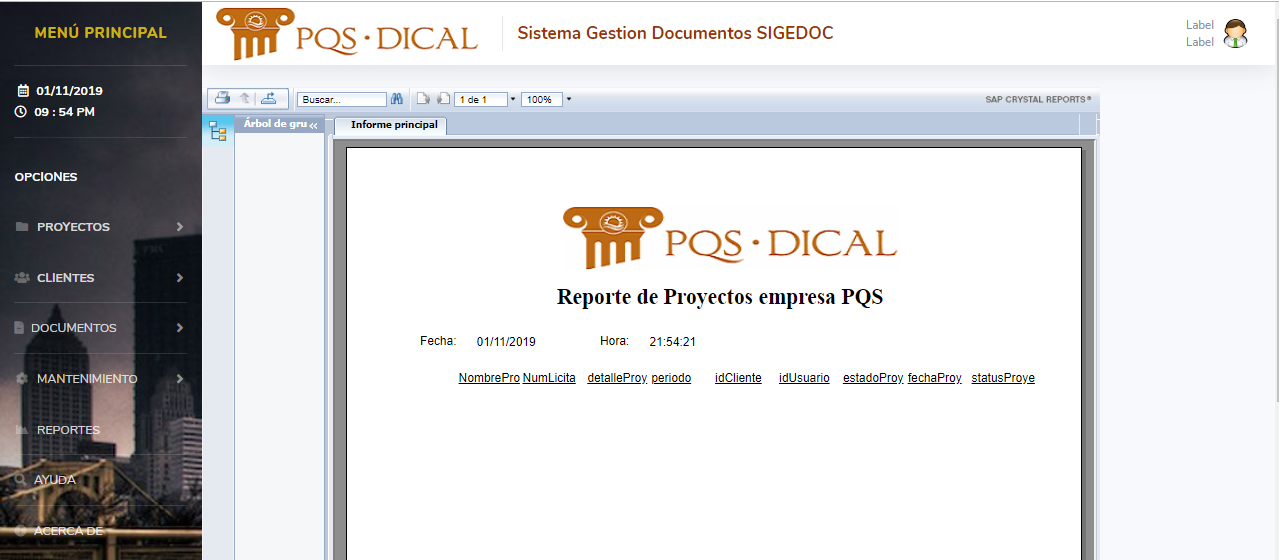 MENÚ PRINCIPAL
01/11/2019
09 : 54 PM
OPCIONES
PROYECTOS
CLIENTES
DOCUMENTOS
MANTENIMIENTO
REPORTES
AYUDA
ACERCA DE
PQS · DICAL
Sistema Gestion Documentos SIGEDOC
Label
Label
Buscar...
1 de 1
100%
SAP CRYSTAL REPORTS®
Árbol de gru «
Informe principal
PQS · DICAL
Reporte de Proyectos empresa PQS
Fecha: 01/11/2019 Hora: 21:54:21
NombrePro NumLicita detalleProy periodo idCliente idUsuario estadoProy fechaProy statusProye